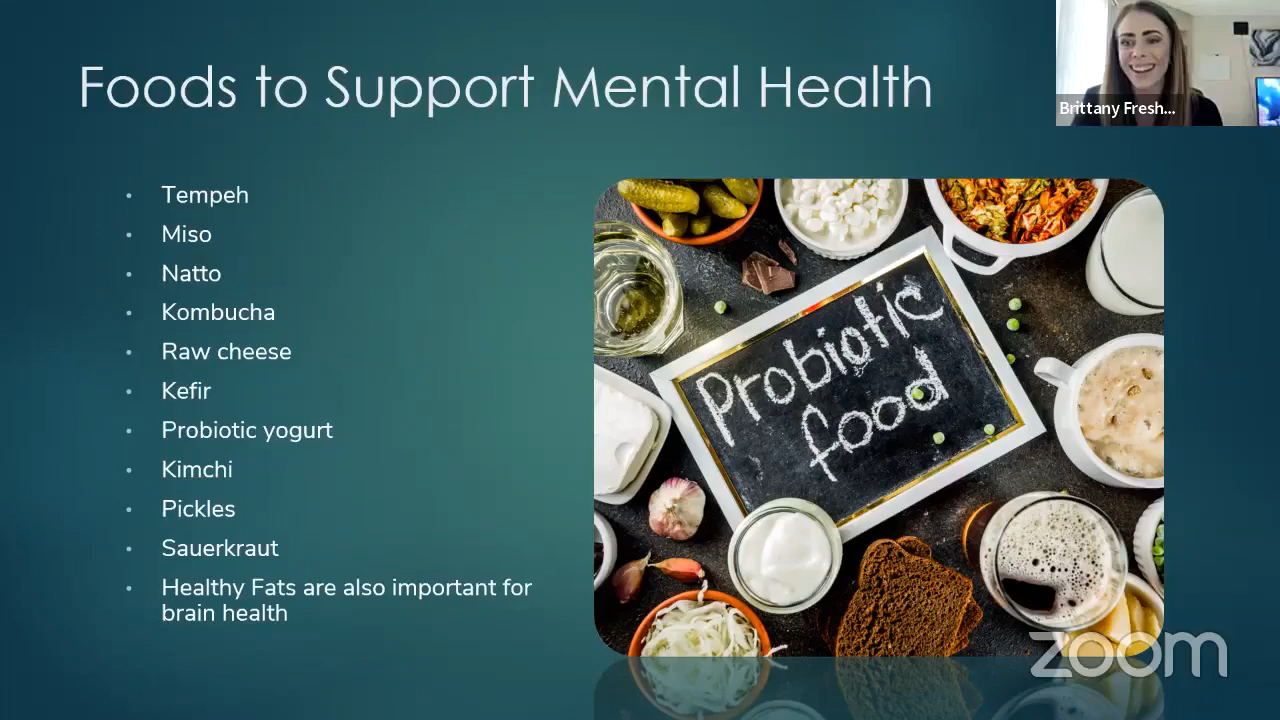 Foods to Support Mental Health
Brittany Fresh...
Tempeh
Miso
Natto
Kombucha
Raw cheese
Kefir
Probiotic yogurt
Kimchi
Pickles
Sauerkraut
Healthy Fats are also important for
brain health
Probiotic
food
zoom